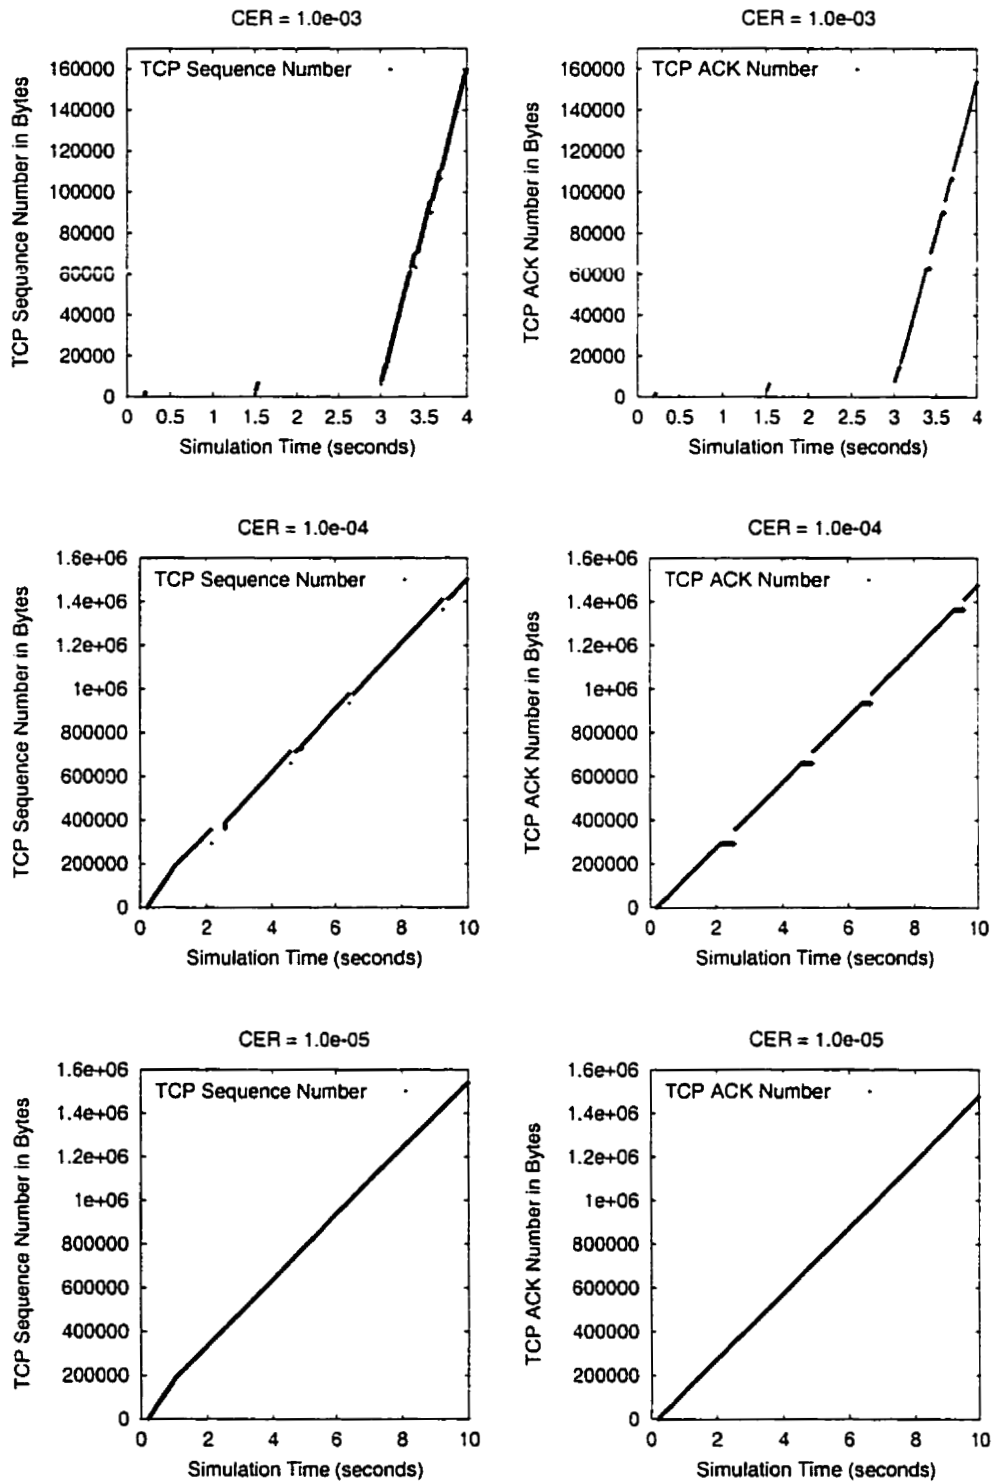 CER = 1.0e-03
TCP Sequence Number in Bytes
160000
140000
120000
100000
80000
60000
40000
20000
0
TCP Sequence Number
0 0.5 1 1.5 2 2.5 3 3.5 4
Simulation Time (seconds)
CER = 1.0e-03
TCP ACK Number in Bytes
160000
140000
120000
100000
80000
60000
40000
20000
0
TCP ACK Number
0 0.5 1 1.5 2 2.5 3 3.5 4
Simulation Time (seconds)
CER = 1.0e-04
TCP Sequence Number in Bytes
1.6e+06
1.4e+06
1.2e+06
1e+06
800000
600000
400000
200000
0
TCP Sequence Number
0 2 4 6 8 10
Simulation Time (seconds)
CER = 1.0e-04
TCP ACK Number in Bytes
1.6e+06
1.4e+06
1.2e+06
1e+06
800000
600000
400000
200000
0
TCP ACK Number
0 2 4 6 8 10
Simulation Time (seconds)
CER = 1.0e-05
TCP Sequence Number in Bytes
1.6e+06
1.4e+06
1.2e+06
1e+06
800000
600000
400000
200000
0
TCP Sequence Number
0 2 4 6 8 10
Simulation Time (seconds)
CER = 1.0e-05
TCP ACK Number in Bytes
1.6e+06
1.4e+06
1.2e+06
1e+06
800000
600000
400000
200000
0
TCP ACK Number
0 2 4 6 8 10
Simulation Time (seconds)